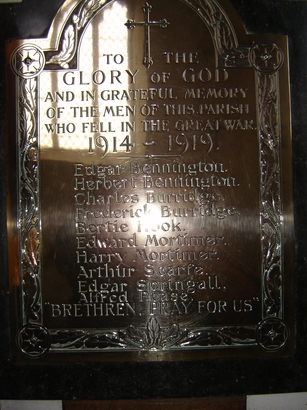 TO THE
GLORY OF GOD
AND IN GRATEFUL MEMORY
OF THE MEN OF THIS PARISH
WHO FELL IN THE GREAT WAR.
1914 - 1919.
Edgar Bennington.
Herbert Bennington.
Charles Burridge.
Frederick Burridge.
Bertie Hook.
Edward Mortimer.
Harry Mortimer.
Arthur Searle.
Edgar Springall.
Alfred
"BRETHREN, PRAY FOR US"